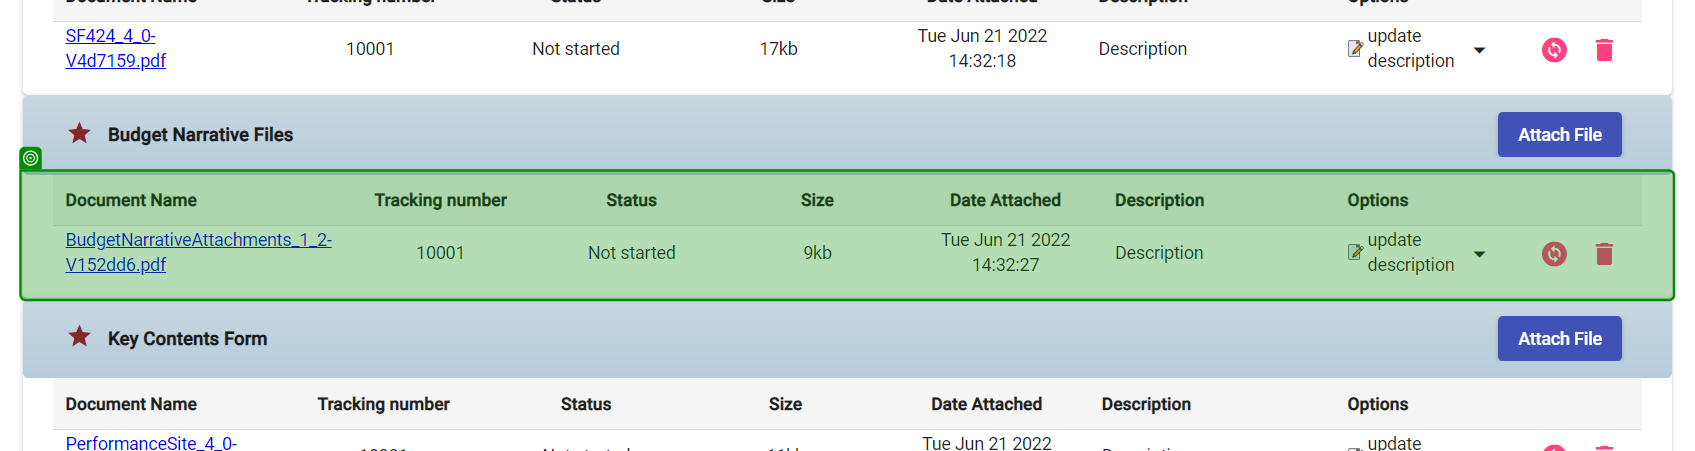 Document Name Tracking number Status Size Date Attached Description Options
SF424_4_0-
V4d7159.pdf
10001 Not started 17kb
Tue Jun 21 2022
14:32:18
Description
update
description
Budget Narrative Files Attach File
Document Name Tracking number Status Size Date Attached Description Options
BudgetNarrativeAttachments_1_2-
V152dd6.pdf
10001 Not started 9kb
Tue Jun 21 2022
14:32:27
Description
update
description
Key Contents Form Attach File
Document Name Tracking number Status Size Date Attached Description Options
PerformanceSite_4_0-
Tue Jun 21 2022
update